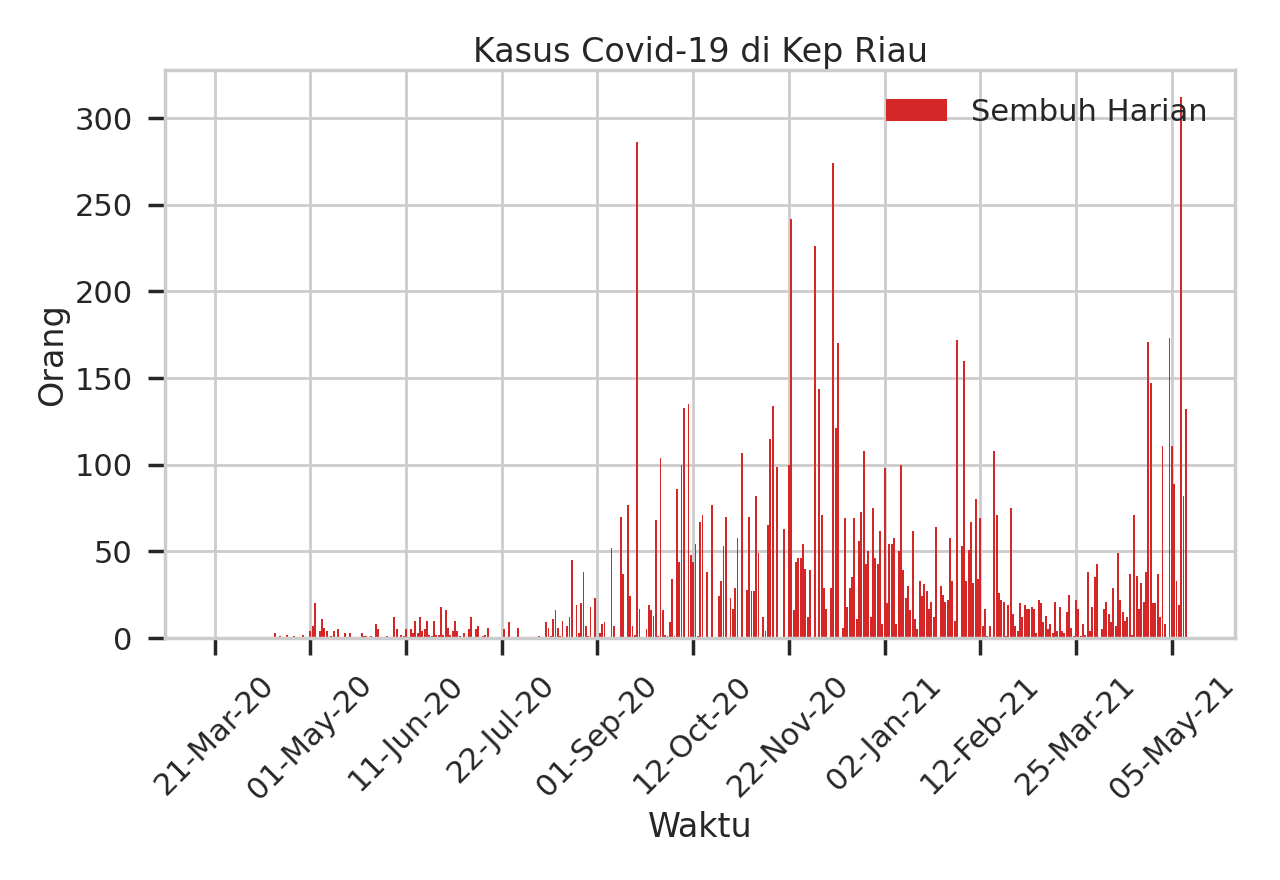 Kasus Covid-19 di Kep Riau
Sembuh Harian
Orang
300
250
200
150
100
50
0
21-Mar-20
01-May-20
11-Jun-20
22-Jul-20
01-Sep-20
12-Oct-20
22-Nov-20
02-Jan-21
12-Feb-21
25-Mar-21
05-May-21
Waktu